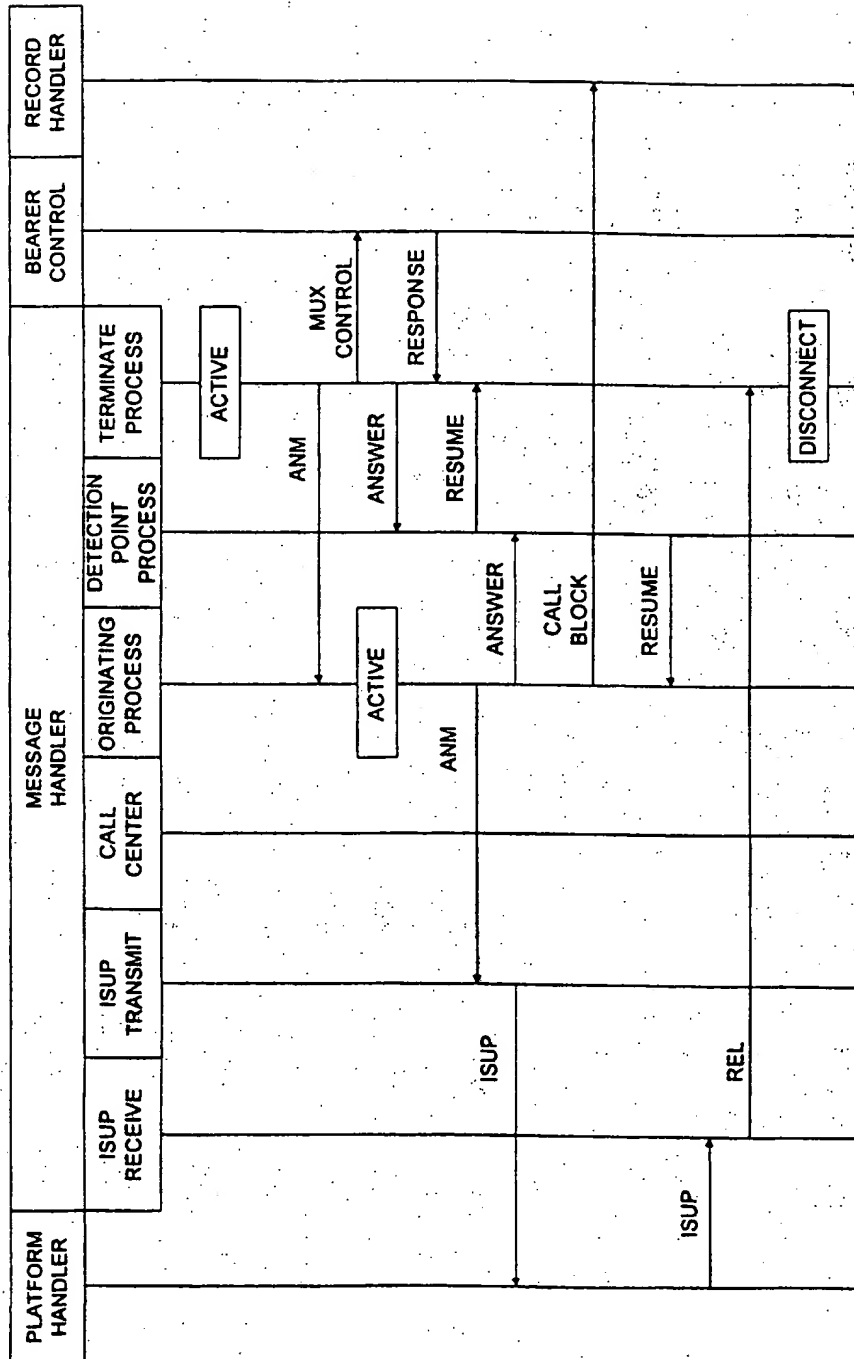 PLATFORM
HANDLER
MESSAGE
HANDLER
BEARER
CONTROL
RECORD
HANDLER
ISUP
RECEIVE
ISUP
TRANSMIT
CALL
CENTER
ORIGINATING
PROCESS
DETECTION
POINT
PROCESS
TERMINATE
PROCESS
ACTIVE
ANM
MUX
CONTROL
ACTIVE
ANSWER
RESPONSE
ANM
RESUME
ISUP
ANSWER
CALL
BLOCK
RESUME
ISUP
REL
DISCONNECT